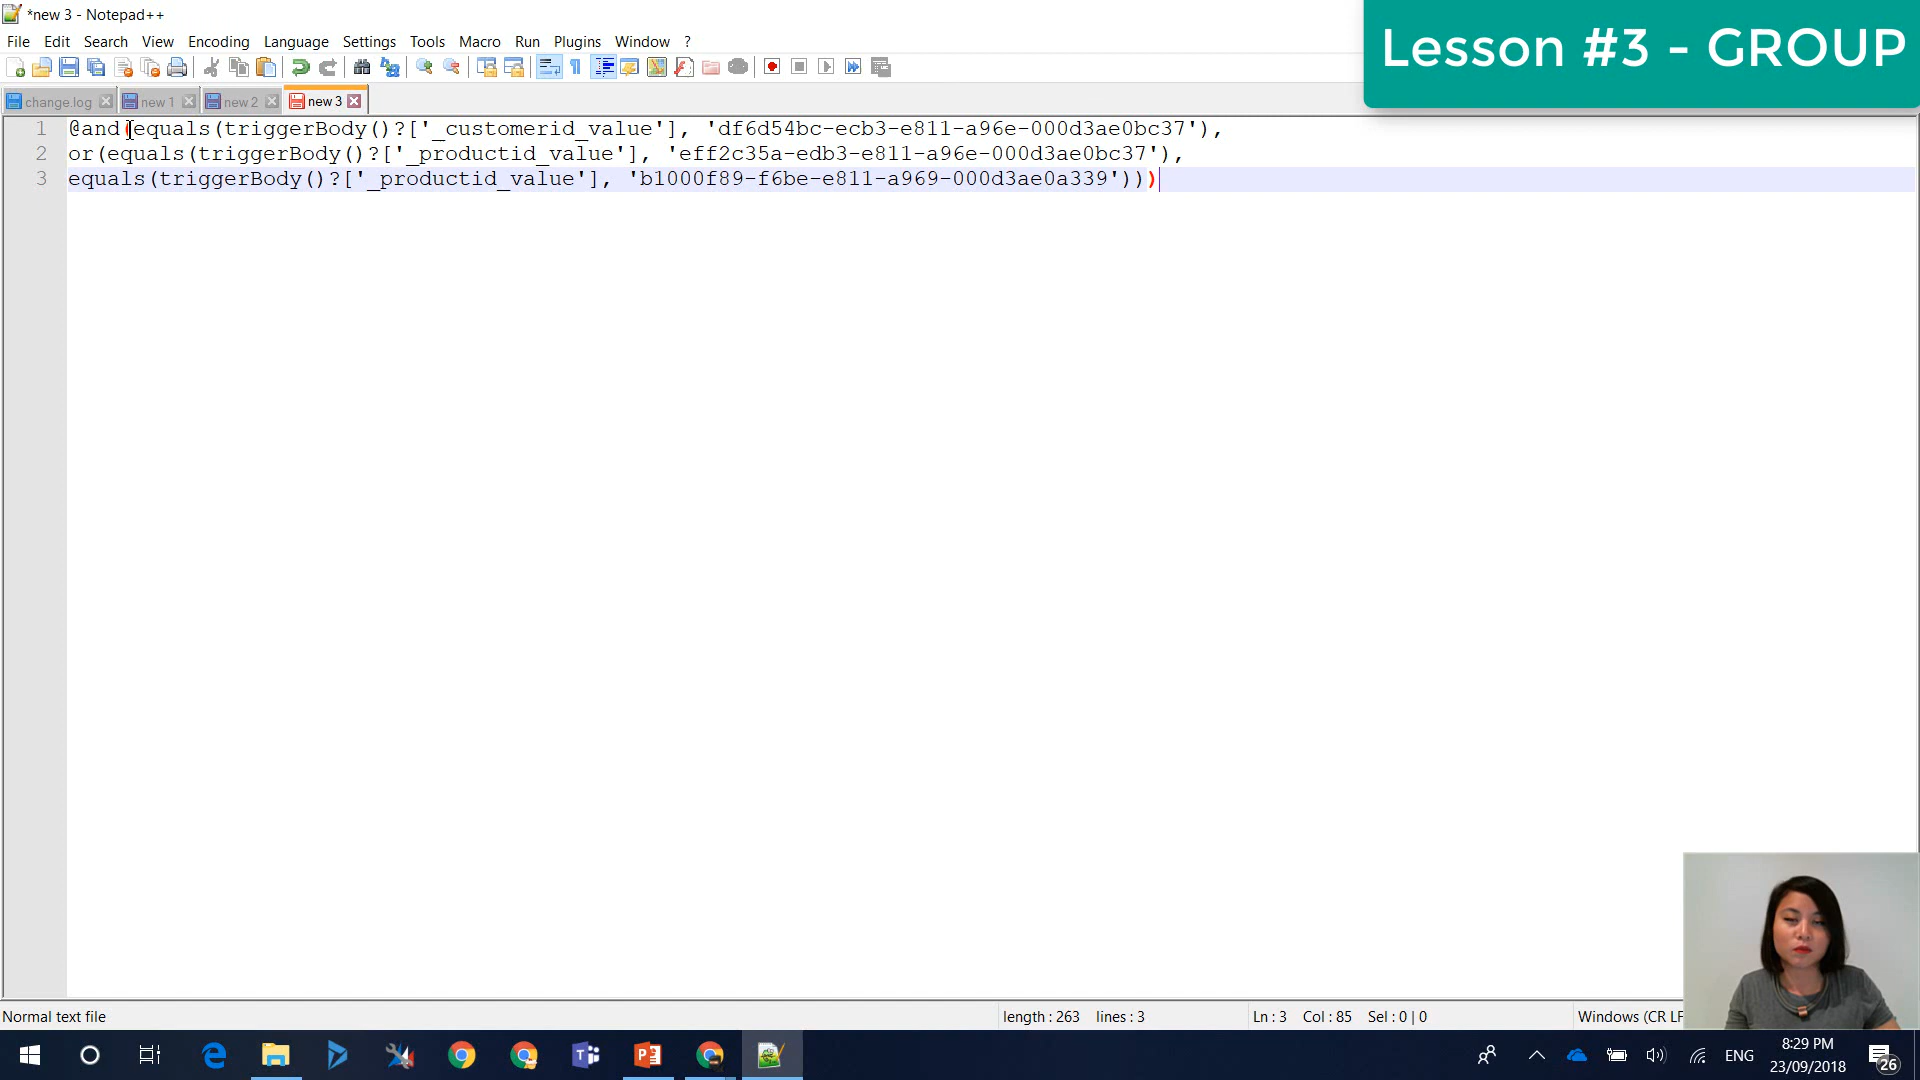 *new 3 - Notepad++
Lesson #3 - GROUP
File Edit Search View Encoding Language Settings Tools Macro Run Plugins Window ?
change.log new 1 new 2 new 3
1 @and(equals(triggerBody()?['_customerid_value'], 'df6d54bc-ecb3-e811-a96e-000d3ae0bc37'),
2 or(equals(triggerBody()?['_productid_value'], 'eff2c35a-edb3-e811-a96e-000d3ae0bc37'),
3 equals(triggerBody()?['_productid_value'], 'b1000f89-f6be-e811-a969-000d3ae0a339')))
Normal text file length : 263 lines : 3 Ln : 3 Col : 85 Sel : 0 | 0 Windows (CR LF
ENG 8:29 PM 26
23/09/2018